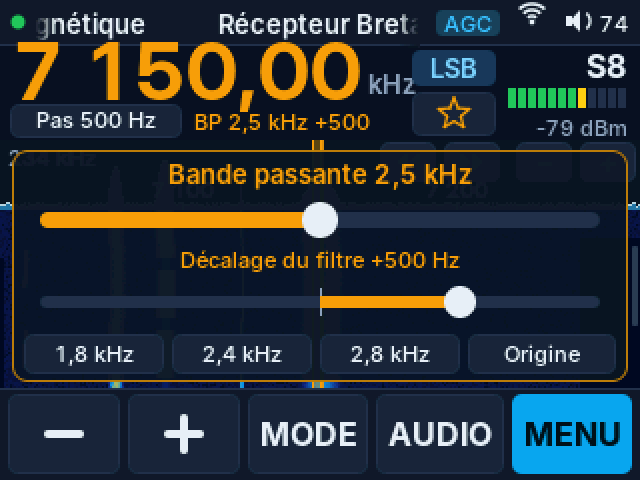 gnétique Récepteur Breta AGC 74
7 150,00 kHz LSB S8
Pas 500 Hz BP 2,5 kHz +500 -79 dBm
Bande passante 2,5 kHz
Décalage du filtre +500 Hz
1,8 kHz 2,4 kHz 2,8 kHz Origine
− + MODE AUDIO MENU